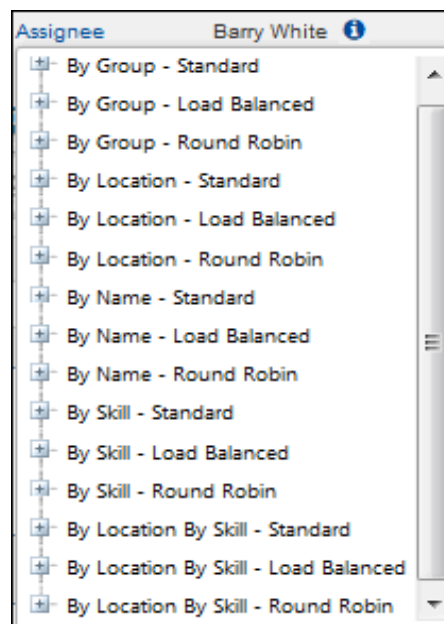 Assignee Barry White
By Group - Standard
By Group - Load Balanced
By Group - Round Robin
By Location - Standard
By Location - Load Balanced
By Location - Round Robin
By Name - Standard
By Name - Load Balanced
By Name - Round Robin
By Skill - Standard
By Skill - Load Balanced
By Skill - Round Robin
By Location By Skill - Standard
By Location By Skill - Load Balanced
By Location By Skill - Round Robin